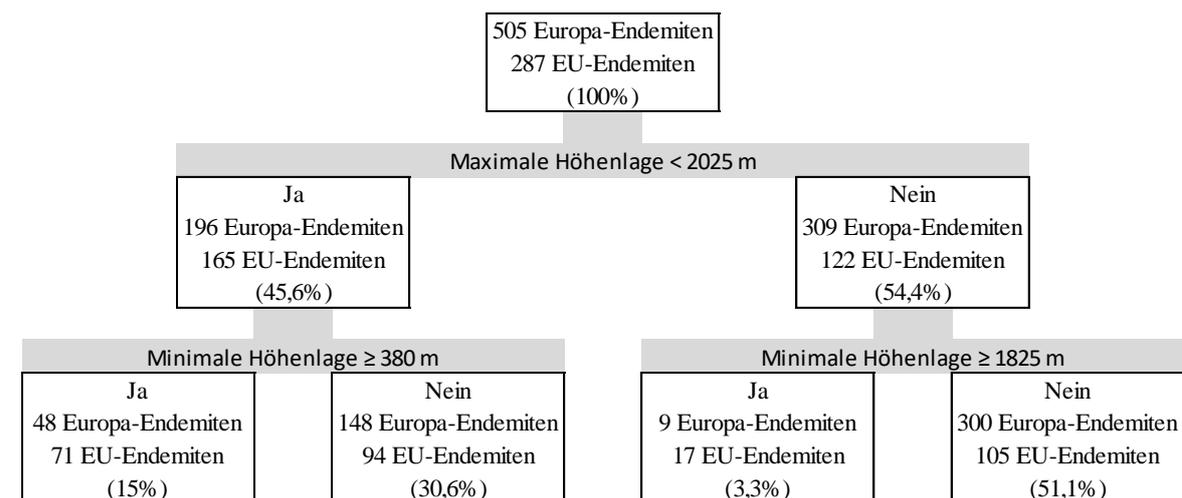 505 Europa-Endemiten
287 EU-Endemiten
(100%)
Maximale Höhenlage < 2025 m
Ja
196 Europa-Endemiten
165 EU-Endemiten
(45,6%)
Nein
309 Europa-Endemiten
122 EU-Endemiten
(54,4%)
Minimale Höhenlage ≥ 380 m
Ja
48 Europa-Endemiten
71 EU-Endemiten
(15%)
Nein
148 Europa-Endemiten
94 EU-Endemiten
(30,6%)
Minimale Höhenlage ≥ 1825 m
Ja
9 Europa-Endemiten
17 EU-Endemiten
(3,3%)
Nein
300 Europa-Endemiten
105 EU-Endemiten
(51,1%)